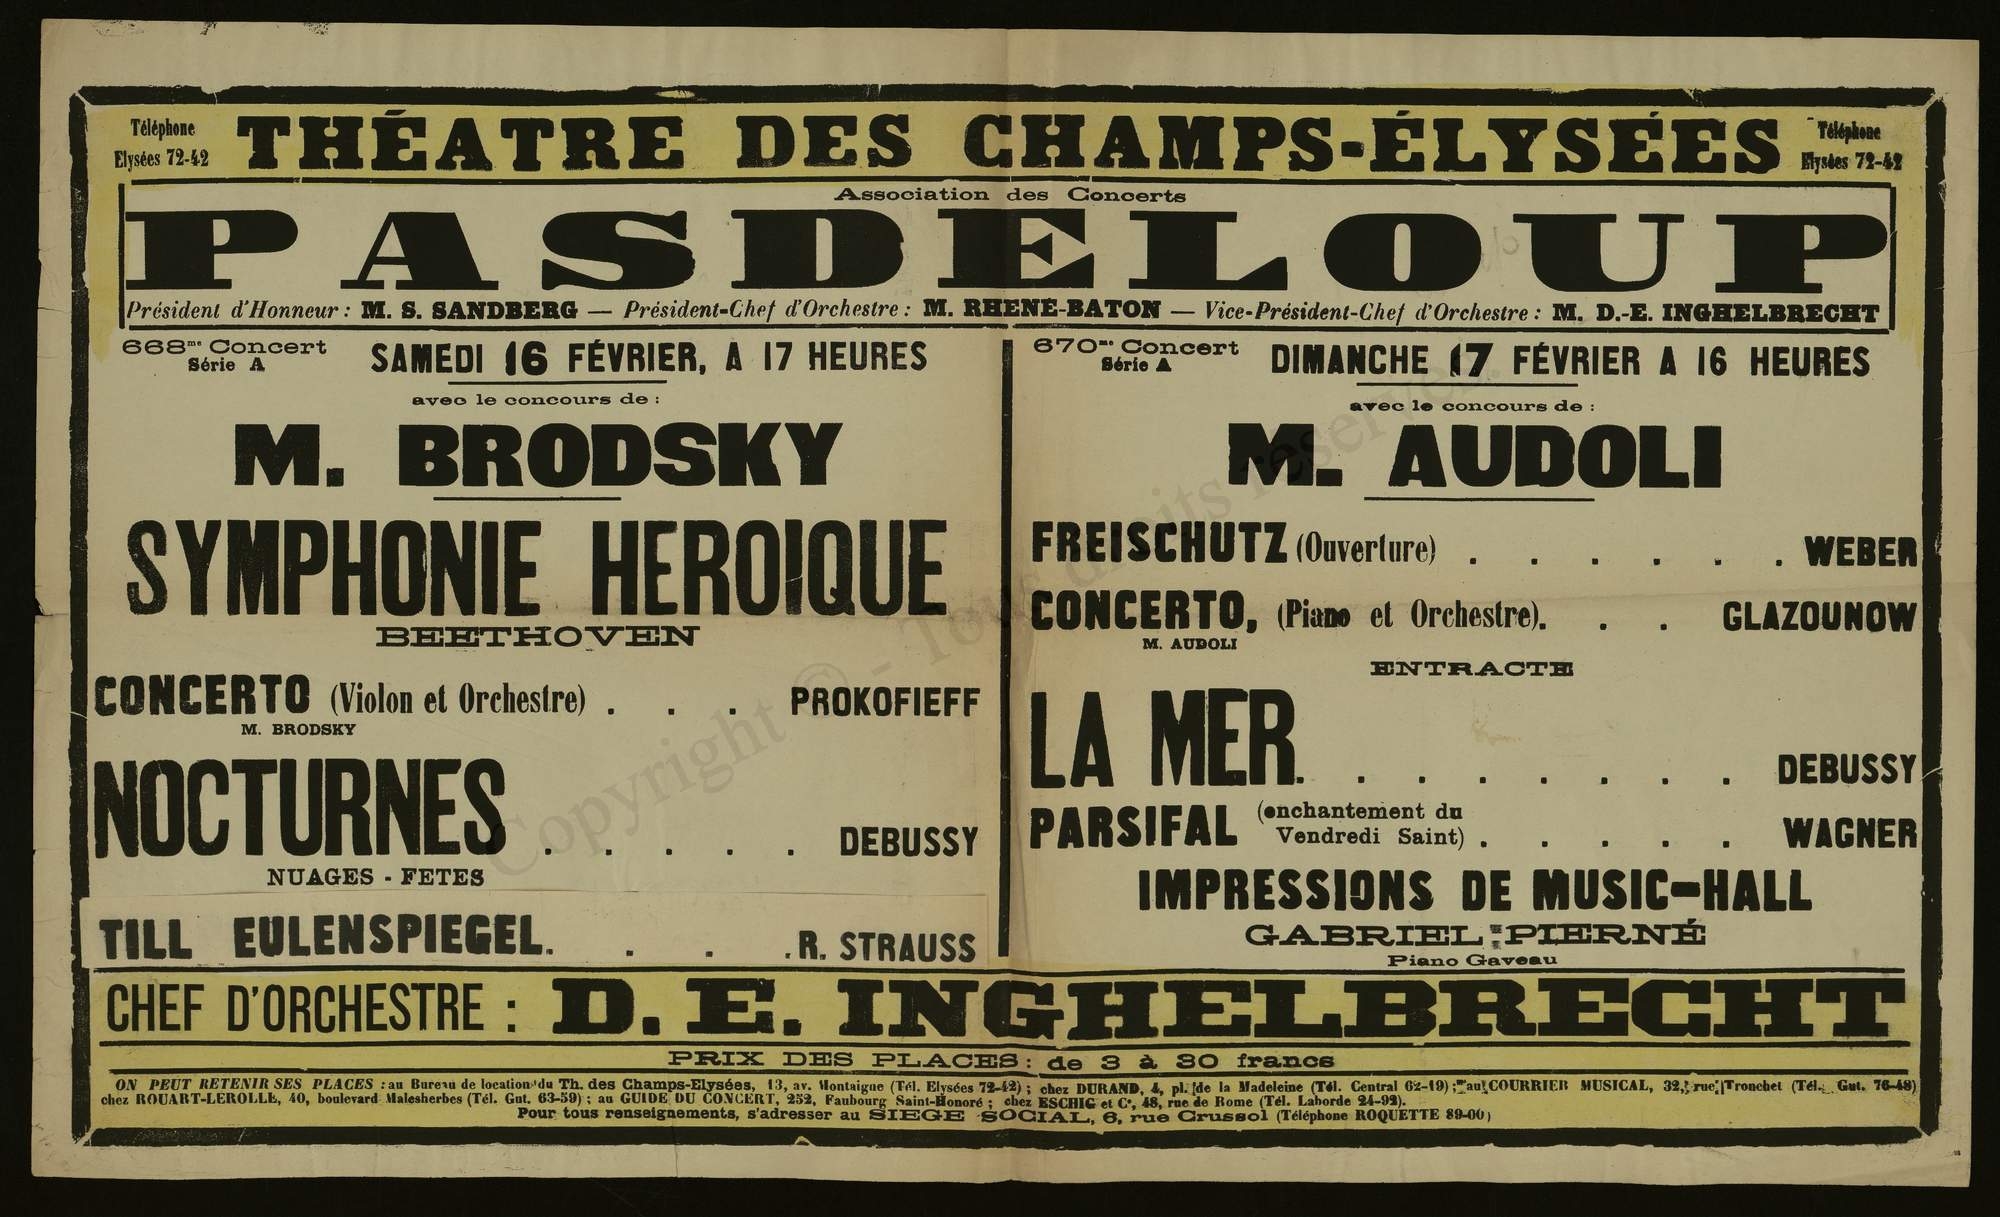 Téléphone
Elysées 72-42
THÉATRE DES CHAMPS-ÉLYSÉES
Téléphone
Elysées 72-42
Association des Concerts
PASDELOUP
Président d'Honneur : M. S. SANDBERG — Président-Chef d'Orchestre : M. RHENÉ-BATON — Vice-Président-Chef d'Orchestre : M. D.-E. INGHELBRECHT
668me Concert
Série A
SAMEDI 16 FÉVRIER, A 17 HEURES
avec le concours de :
M. BRODSKY
SYMPHONIE HEROIQUE
BEETHOVEN
CONCERTO (Violon et Orchestre) . . . PROKOFIEFF
M. BRODSKY
NOCTURNES . . . . . DEBUSSY
NUAGES - FETES
TILL EULENSPIEGEL. . . . R. STRAUSS
670me Concert
Série A
DIMANCHE 17 FÉVRIER A 16 HEURES
avec le concours de :
M. AUDOLI
FREISCHUTZ (Ouverture) . . . . . . WEBER
CONCERTO, (Piano et Orchestre). . . GLAZOUNOW
M. AUDOLI
ENTRACTE
LA MER. . . . . . . . DEBUSSY
PARSIFAL (enchantement du
Vendredi Saint) . . . . . WAGNER
IMPRESSIONS DE MUSIC-HALL
GABRIEL PIERNÉ
Piano Gaveau
CHEF D'ORCHESTRE : D. E. INGHELBRECHT
PRIX DES PLACES : de 3 à 30 francs
ON PEUT RETENIR SES PLACES : au Bureau de location du Th. des Champs-Elysées, 13, av. Montaigne (Tél. Elysées 72-42) ; chez DURAND, 4, pl. de la Madeleine (Tél. Central 62-19) ; au COURRIER MUSICAL, 32, rue Tronchet (Tél. Gut. 76-48)
chez ROUART-LEROLLE, 40, boulevard Malesherbes (Tél. Gut. 63-59) ; au GUIDE DU CONCERT, 252, Faubourg Saint-Honoré ; chez ESCHIG et Ce, 48, rue de Rome (Tél. Laborde 24-92).
Pour tous renseignements, s'adresser au SIEGE SOCIAL, 6, rue Crussol (Téléphone ROQUETTE 89-00)
Copyright © - Tous droits réservés.